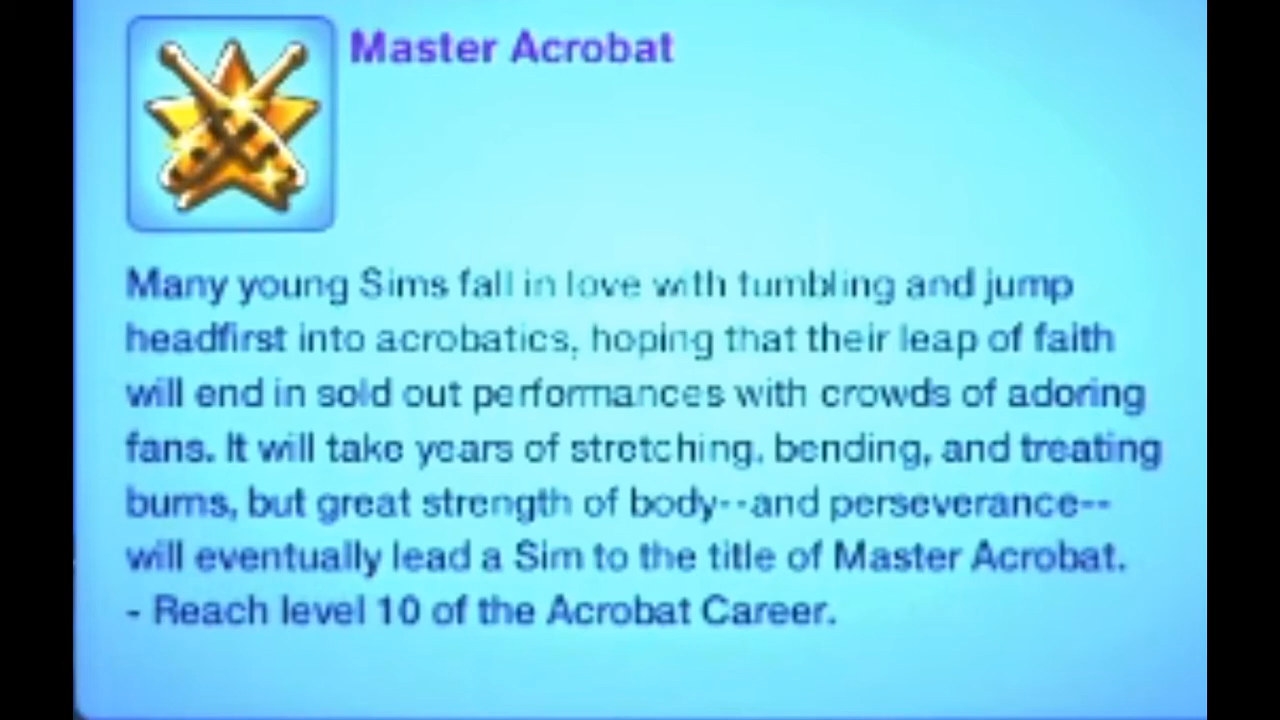 Master Acrobat
Many young Sims fall in love with tumbling and jump
headfirst into acrobatics, hoping that their leap of faith
will end in sold out performances with crowds of adoring
fans. It will take years of stretching, bending, and treating
burns, but great strength of body--and perseverance--
will eventually lead a Sim to the title of Master Acrobat.
- Reach level 10 of the Acrobat Career.